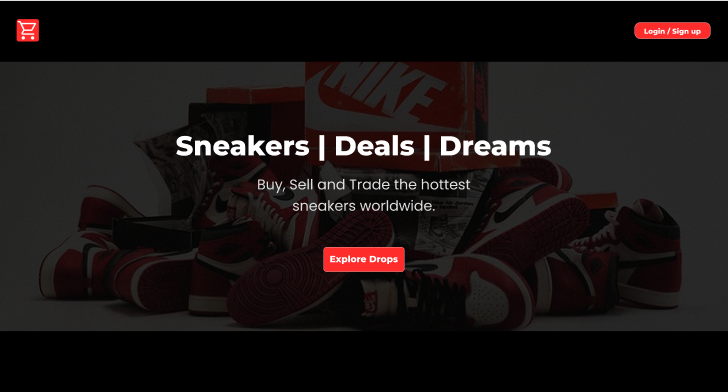 Login / Sign up
NIKE
Sneakers | Deals | Dreams
Buy, Sell and Trade the hottest
sneakers worldwide.
Explore Drops